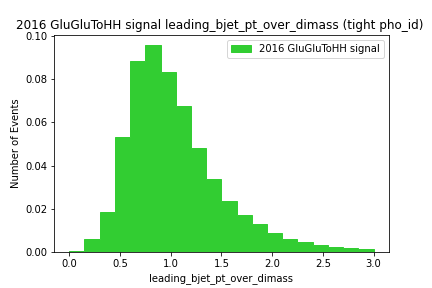 2016 GluGluToHH signal leading_bjet_pt_over_dimass (tight pho_id)
2016 GluGluToHH signal
Number of Events
0.10
0.08
0.06
0.04
0.02
0.00
0.0 0.5 1.0 1.5 2.0 2.5 3.0
leading_bjet_pt_over_dimass